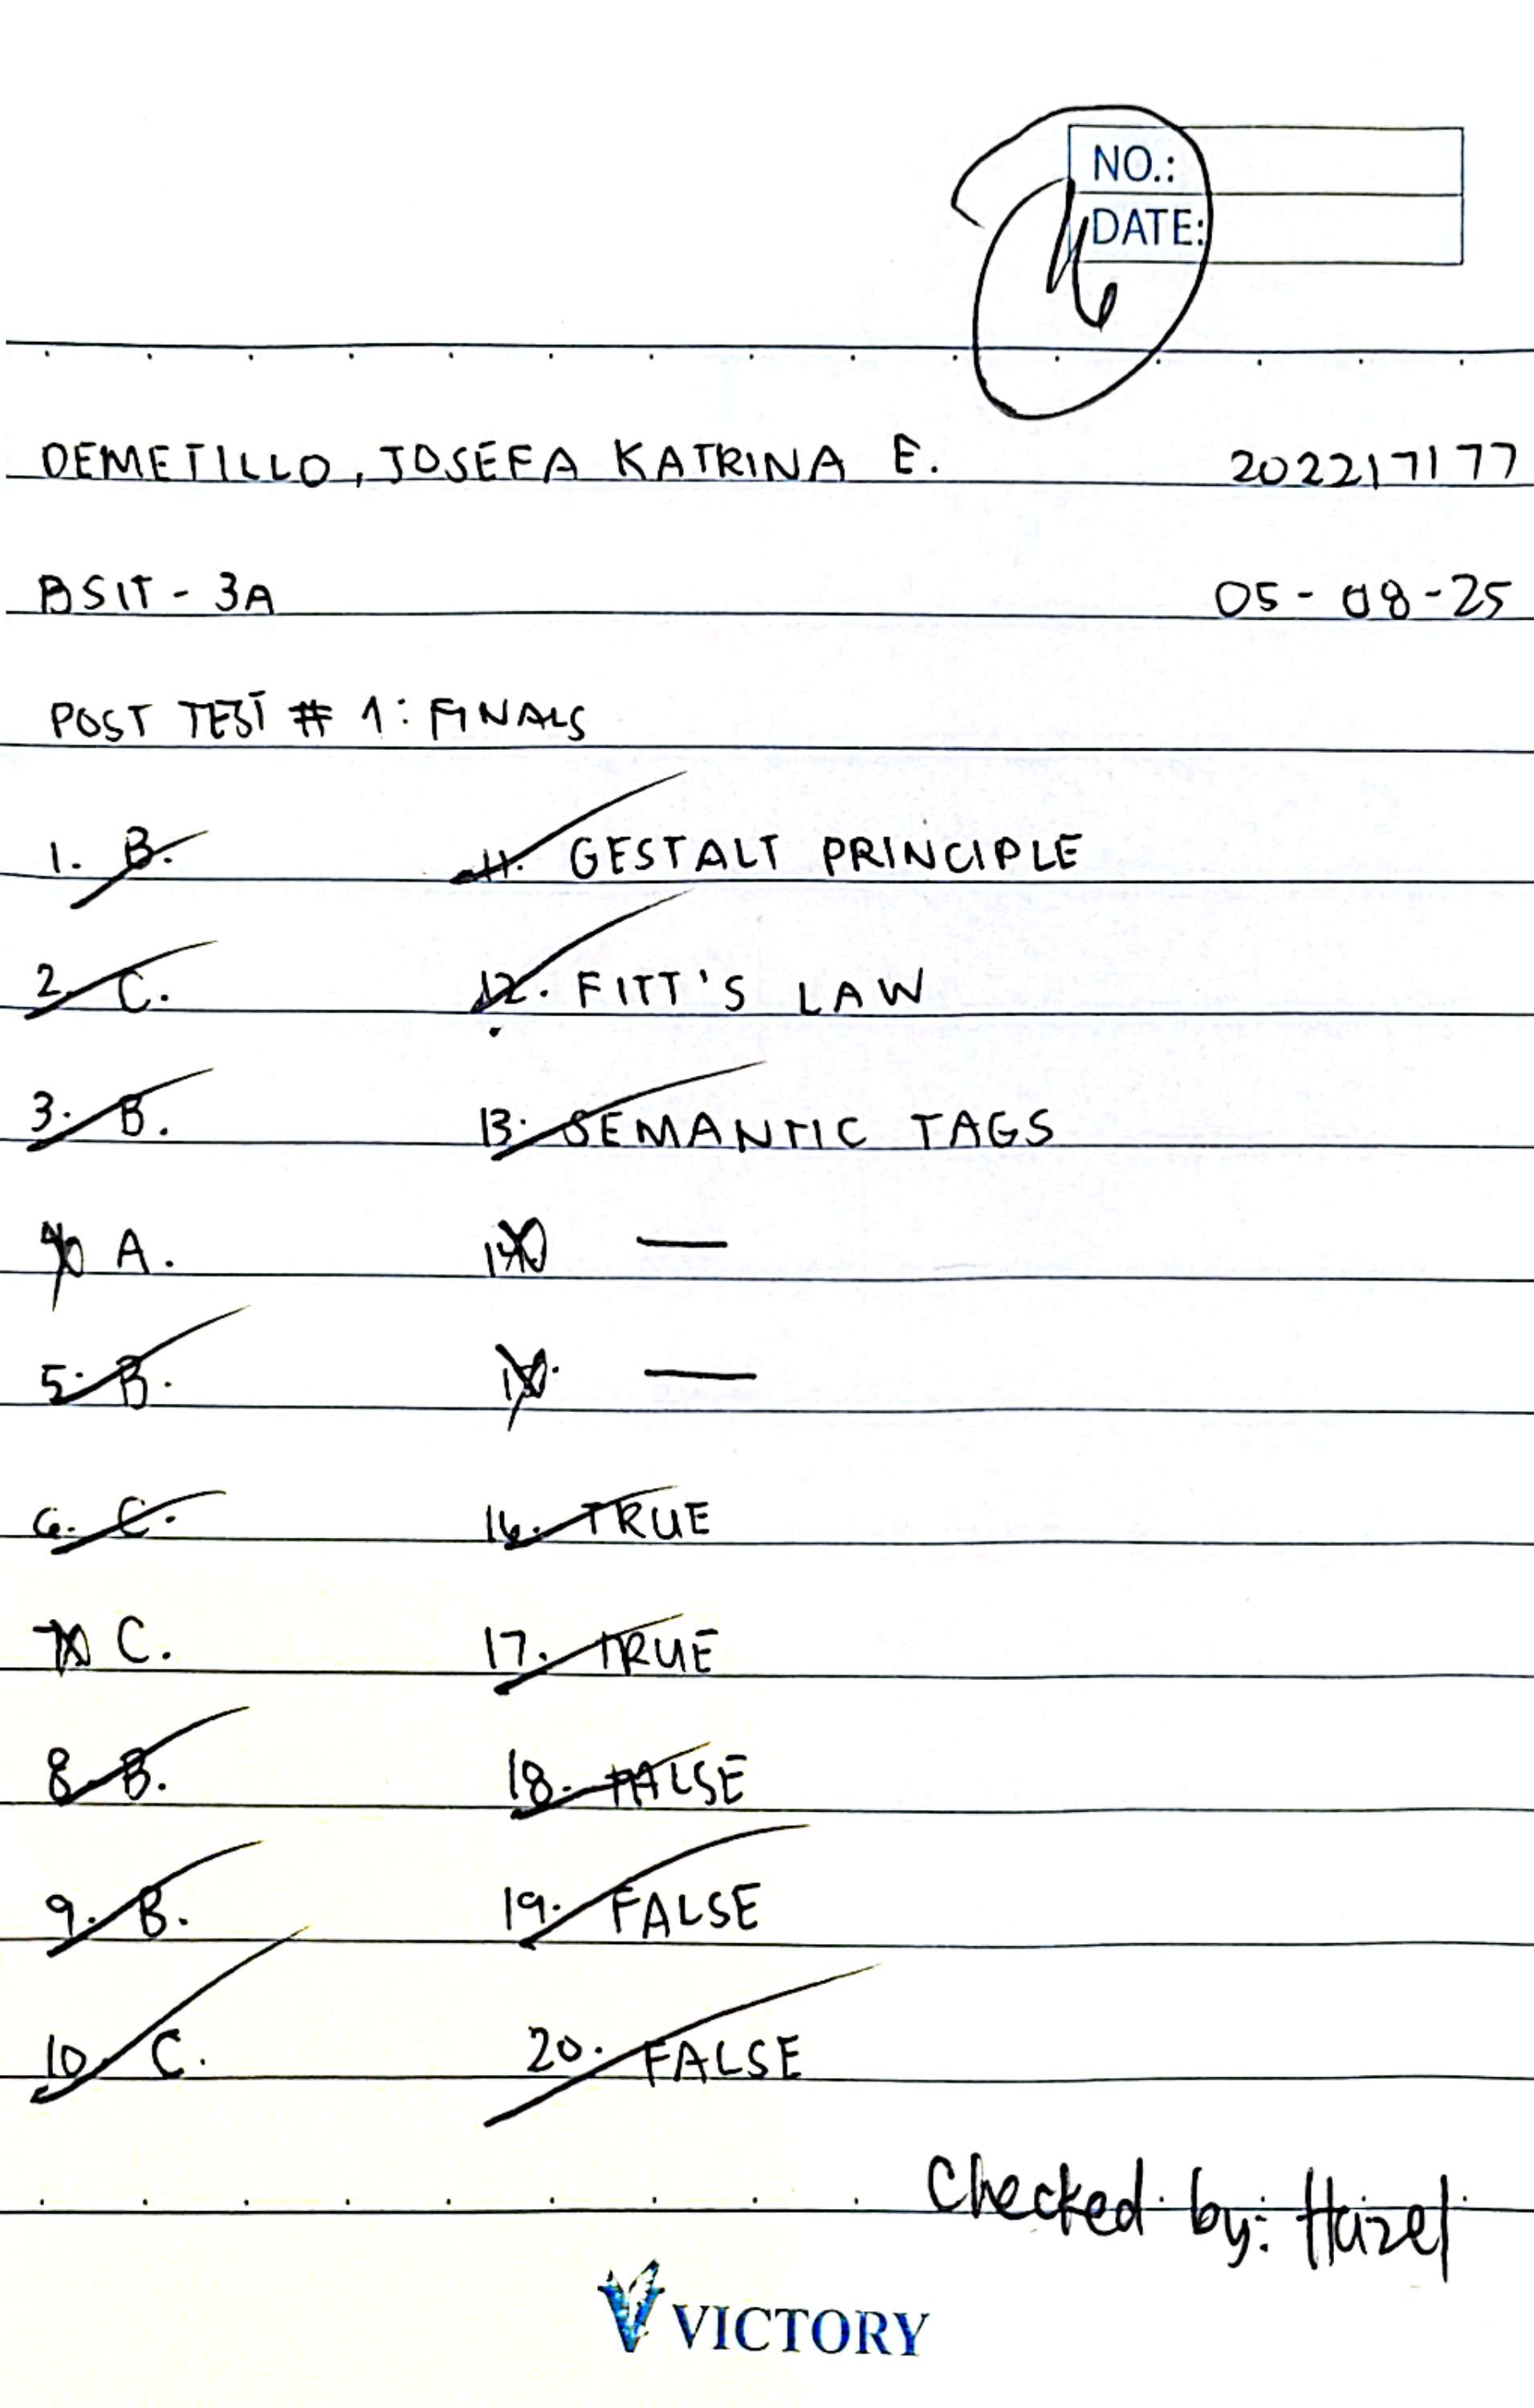 NO.:
DATE:
16
DEMETILLO, JOSEFA KATRINA E. 202217177
BSIT - 3A 05-08-25
POST TEST # 1: FINALS
1. B. 11. GESTALT PRINCIPLE
2. C. 12. FITT'S LAW
3. B. 13. SEMANTIC TAGS
4. A. 14. —
5. B. 15. —
6. C. 16. TRUE
7. C. 17. TRUE
8. B. 18. FALSE
9. B. 19. FALSE
10. C. 20. FALSE
Checked by: Hazel
VICTORY